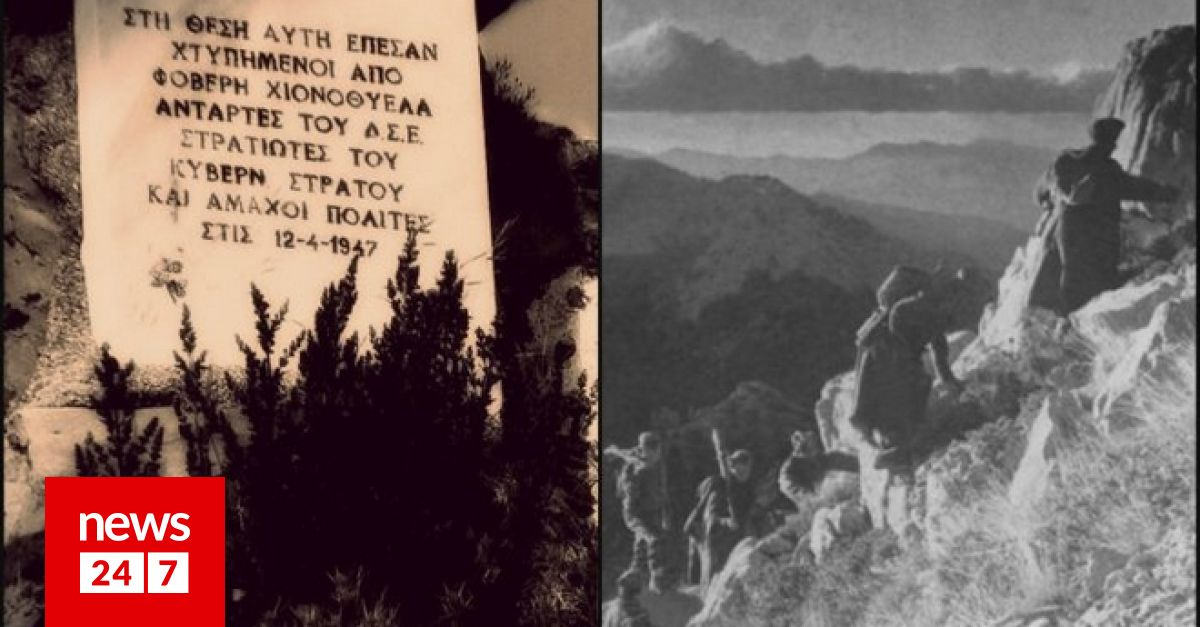 ΣΤΗ ΘΕΣΗ ΑΥΤΗ ΕΠΕΣΑΝ
ΧΤΥΠΗΜΕΝΟΙ ΑΠΟ
ΦΟΒΕΡΗ ΧΙΟΝΟΘΥΕΛΑ
ΑΝΤΑΡΤΕΣ ΤΟΥ Δ.Σ.Ε.
ΣΤΡΑΤΙΩΤΕΣ ΤΟΥ
ΚΥΒΕΡΝ ΣΤΡΑΤΟΥ
ΚΑΙ ΑΜΑΧΟΙ ΠΟΛΙΤΕΣ
ΣΤΙΣ 12-4-1947
news
24 7